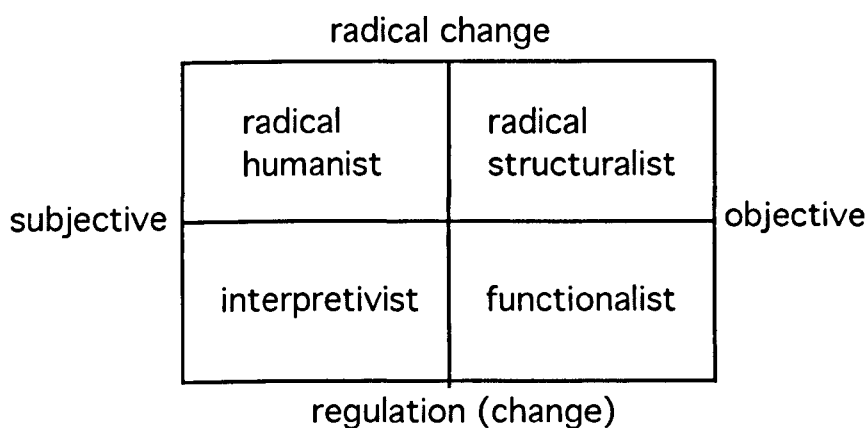 radical change
radical
humanist
radical
structuralist
subjective
objective
interpretivist
functionalist
regulation (change)